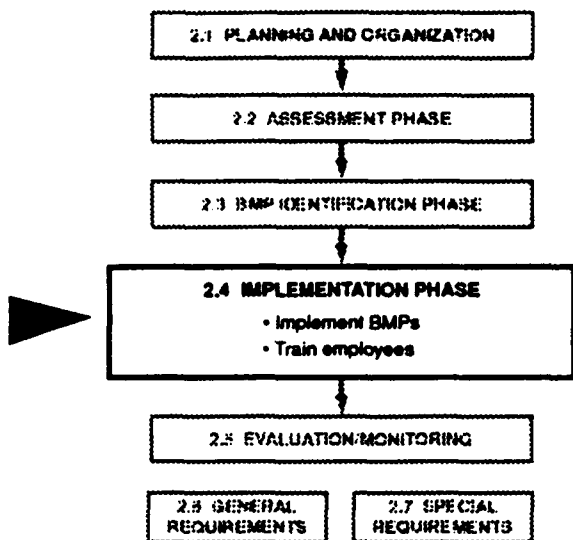 2.1 PLANNING AND ORGANIZATION
2.2 ASSESSMENT PHASE
2.3 BMP IDENTIFICATION PHASE
2.4 IMPLEMENTATION PHASE
• Implement BMPs
• Train employees
2.5 EVALUATION/MONITORING
2.6 GENERAL
REQUIREMENTS
2.7 SPECIAL
REQUIREMENTS